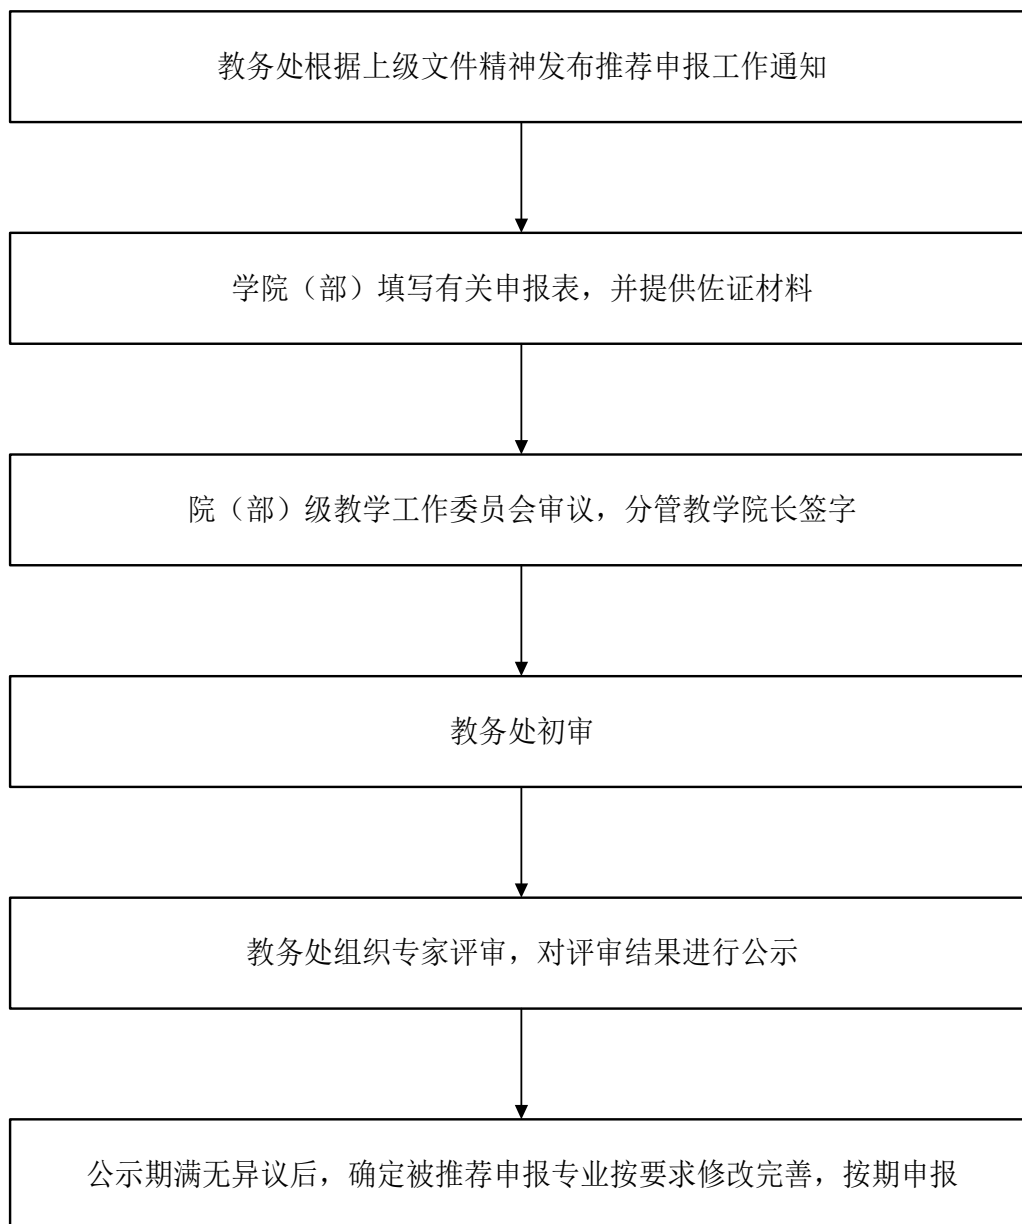 教务处根据上级文件精神发布推荐申报工作通知
学院（部）填写有关申报表，并提供佐证材料
院（部）级教学工作委员会审议，分管教学院长签字
教务处初审
教务处组织专家评审，对评审结果进行公示
公示期满无异议后，确定被推荐申报专业按要求修改完善，按期申报